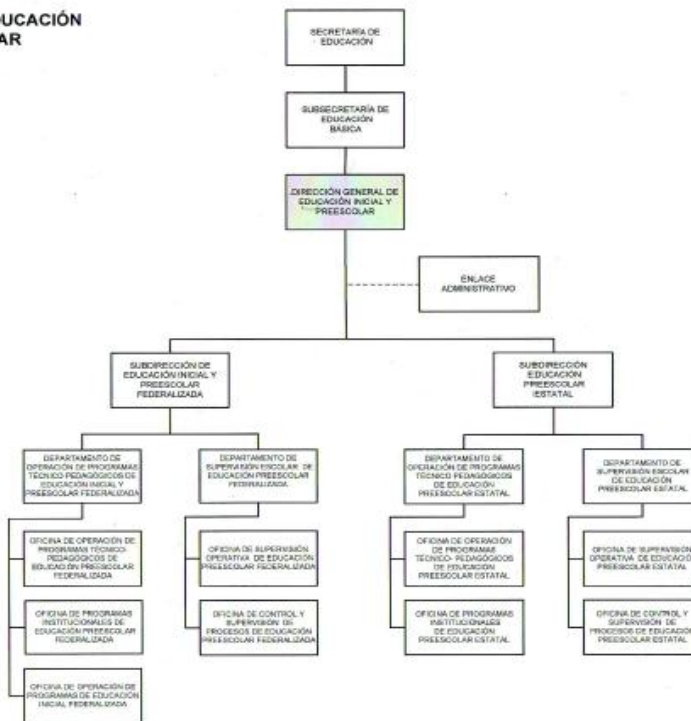 DUCACIÓN
AR
SECRETARÍA DE
EDUCACIÓN
SUBSECRETARÍA DE
EDUCACIÓN
BÁSICA
DIRECCIÓN GENERAL DE
EDUCACIÓN INICIAL Y
PREESCOLAR
ENLACE
ADMINISTRATIVO
SUBDIRECCIÓN DE
EDUCACIÓN INICIAL Y
PREESCOLAR
FEDERALIZADA
SUBDIRECCIÓN
EDUCACIÓN
PREESCOLAR
ESTATAL
DEPARTAMENTO DE
OPERACIÓN DE PROGRAMAS
TÉCNICO PEDAGÓGICOS DE
EDUCACIÓN INICIAL Y
PREESCOLAR FEDERALIZADA
DEPARTAMENTO DE
SUPERVISIÓN ESCOLAR DE
EDUCACIÓN PREESCOLAR
FEDERALIZADA
DEPARTAMENTO DE
OPERACIÓN DE PROGRAMAS
TÉCNICO PEDAGÓGICOS
DE EDUCACIÓN
PREESCOLAR ESTATAL
DEPARTAMENTO DE
SUPERVISIÓN ESCOLAR
DE EDUCACIÓN
PREESCOLAR ESTATAL
OFICINA DE OPERACIÓN DE
PROGRAMAS TÉCNICO-
PEDAGÓGICOS DE
EDUCACIÓN PREESCOLAR
FEDERALIZADA
OFICINA DE SUPERVISIÓN
OPERATIVA DE EDUCACIÓN
PREESCOLAR FEDERALIZADA
OFICINA DE OPERACIÓN
DE PROGRAMAS
TÉCNICO- PEDAGÓGICOS
DE EDUCACIÓN
PREESCOLAR ESTATAL
OFICINA DE SUPERVISIÓN
OPERATIVA DE EDUCACIÓN
PREESCOLAR ESTATAL
OFICINA DE PROGRAMAS
INSTITUCIONALES DE
EDUCACIÓN PREESCOLAR
FEDERALIZADA
OFICINA DE CONTROL Y
SUPERVISIÓN DE
PROCESOS DE EDUCACIÓN
PREESCOLAR FEDERALIZADA
OFICINA DE PROGRAMAS
INSTITUCIONALES
DE EDUCACIÓN
PREESCOLAR ESTATAL
OFICINA DE CONTROL Y
SUPERVISIÓN DE
PROCESOS DE EDUCACIÓN
PREESCOLAR ESTATAL
OFICINA DE OPERACIÓN DE
PROGRAMAS DE EDUCACIÓN
INICIAL FEDERALIZADA